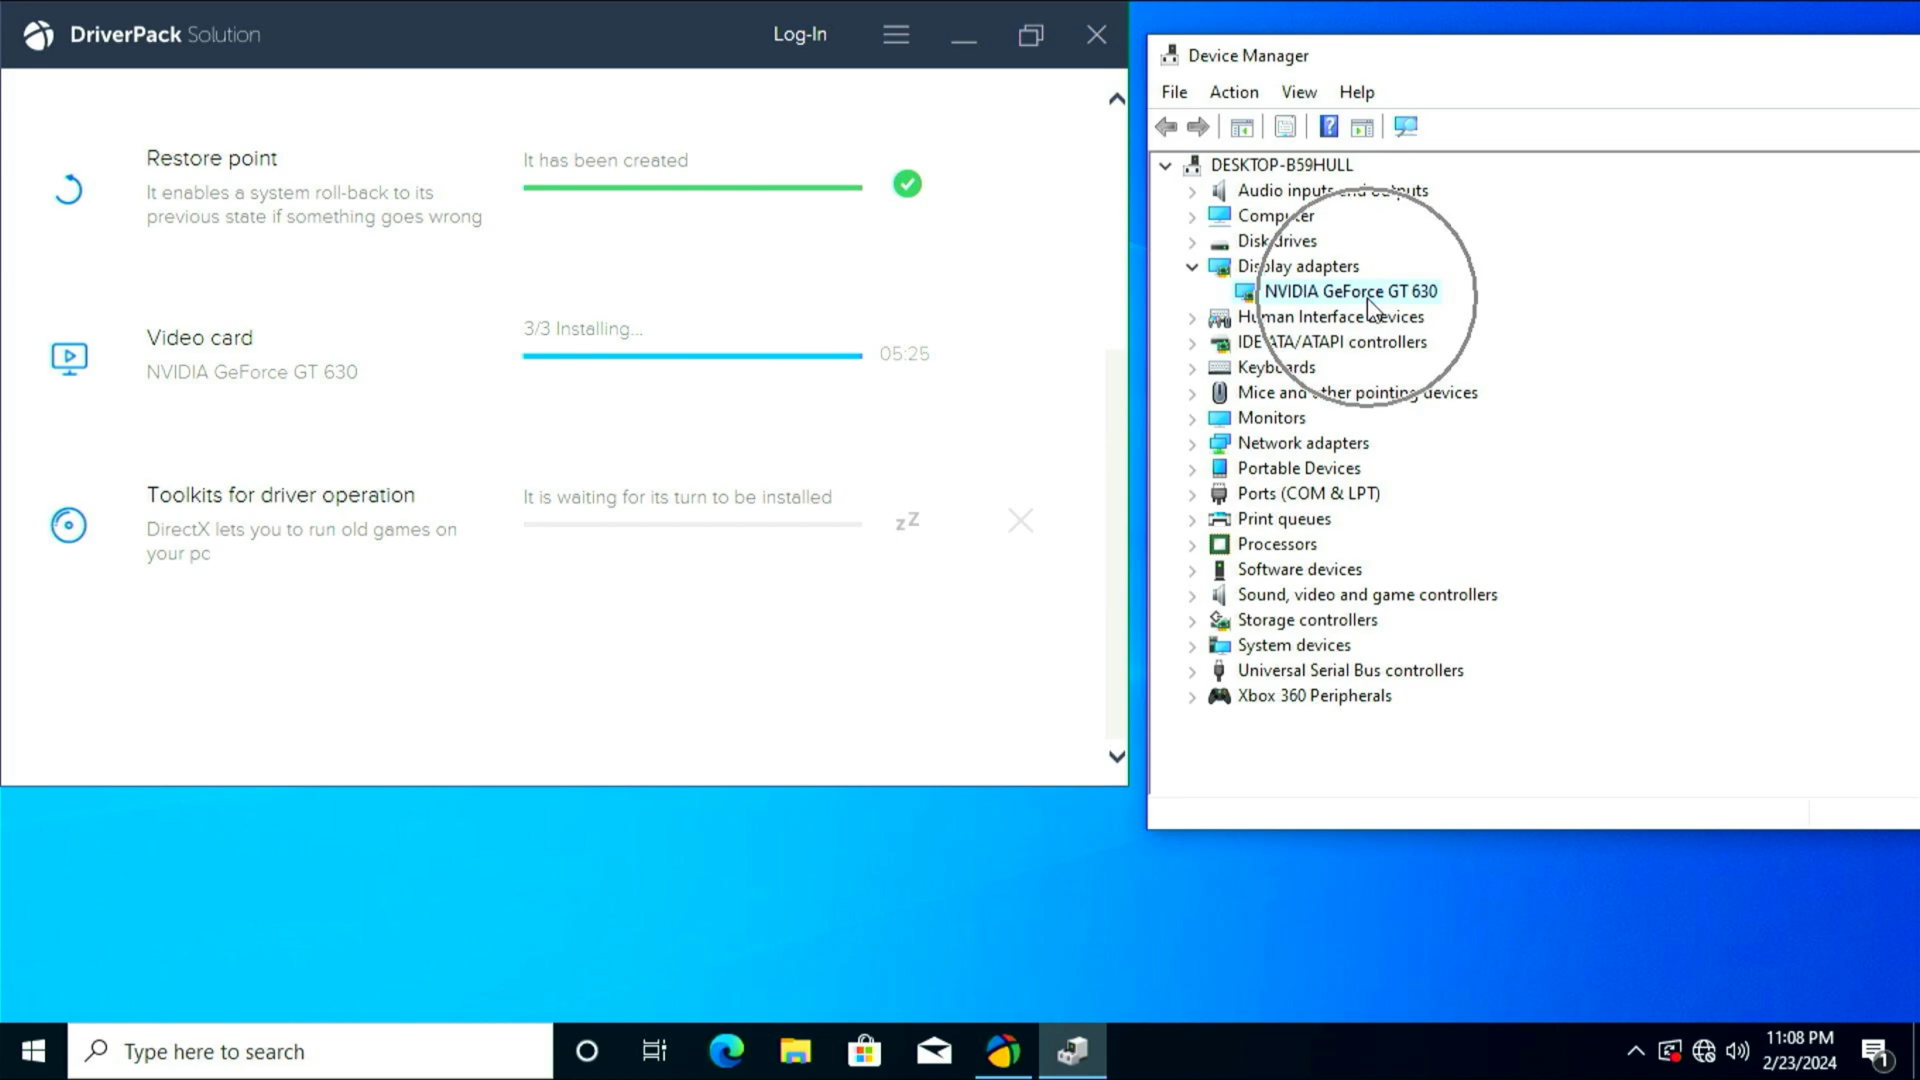 DriverPack Solution
Log-In
Restore point
It enables a system roll-back to its
previous state if something goes wrong
It has been created
Video card
NVIDIA GeForce GT 630
3/3 Installing...
05:25
Toolkits for driver operation
DirectX lets you to run old games on
your pc
It is waiting for its turn to be installed
zZ
Device Manager
File Action View Help
DESKTOP-B59HULL
Audio inputs and outputs
Computer
Disk drives
Display adapters
NVIDIA GeForce GT 630
Human Interface Devices
IDE ATA/ATAPI controllers
Keyboards
Mice and other pointing devices
Monitors
Network adapters
Portable Devices
Ports (COM & LPT)
Print queues
Processors
Software devices
Sound, video and game controllers
Storage controllers
System devices
Universal Serial Bus controllers
Xbox 360 Peripherals
Type here to search
11:08 PM
2/23/2024
1